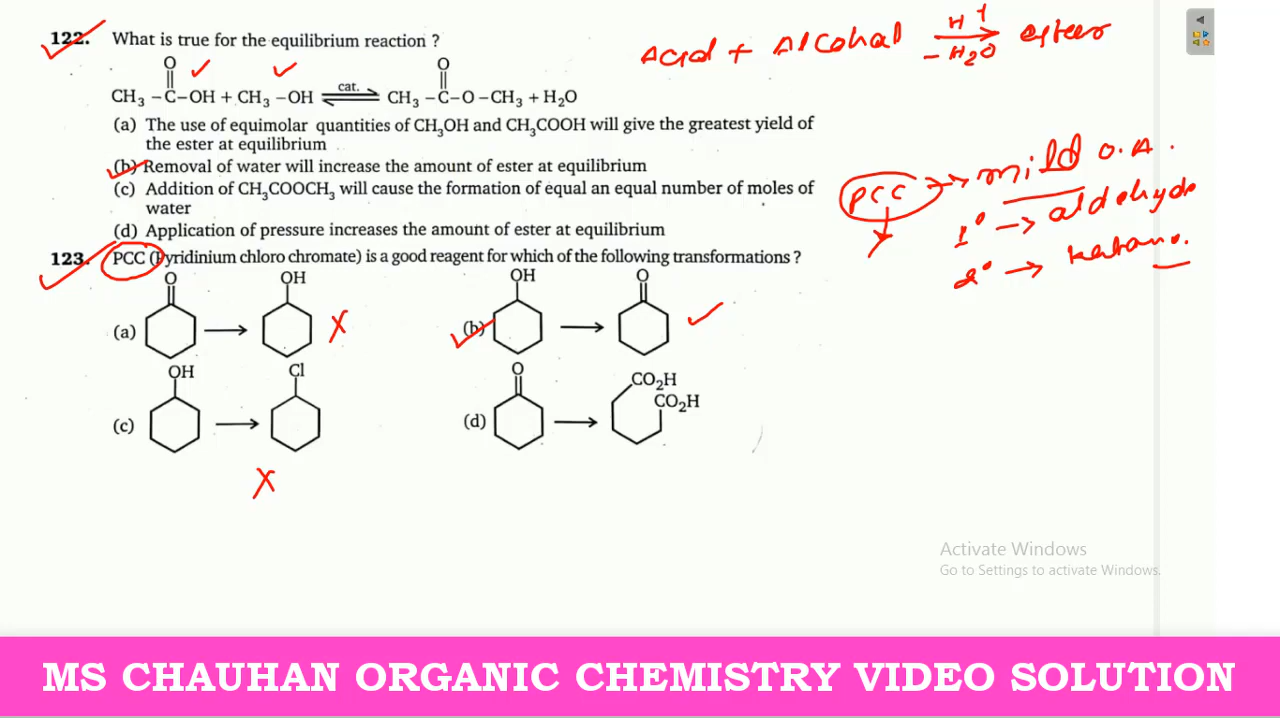 122. What is true for the equilibrium reaction ?
O
CH3 –C–OH + CH3 –OH cat. CH3 –C–O –CH3 + H2O
O
(a) The use of equimolar quantities of CH3OH and CH3COOH will give the greatest yield of
the ester at equilibrium
(b) Removal of water will increase the amount of ester at equilibrium
(c) Addition of CH3COOCH3 will cause the formation of equal an equal number of moles of
water
(d) Application of pressure increases the amount of ester at equilibrium
Acid + Alcohal H+ ester
–H2O
PCC → mild O.A.
1° → aldehyde
2° → ketone.
123. PCC (Pyridinium chloro chromate) is a good reagent for which of the following transformations ?
(a) O OH
(b) OH O
(c) OH Cl
(d) O CO2H
CO2H
Activate Windows
Go to Settings to activate Windows.
MS CHAUHAN ORGANIC CHEMISTRY VIDEO SOLUTION